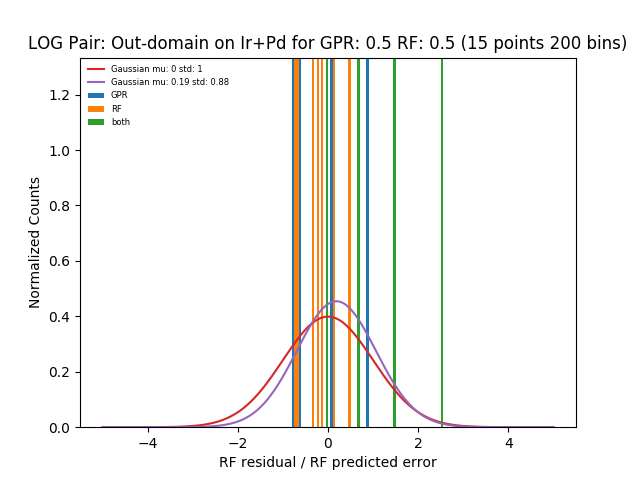 LOG Pair: Out-domain on Ir+Pd for GPR: 0.5 RF: 0.5 (15 points 200 bins)
Gaussian mu: 0 std: 1
Gaussian mu: 0.19 std: 0.88
GPR
RF
both
Normalized Counts
1.2
1.0
0.8
0.6
0.4
0.2
0.0
−4
−2
0
2
4
RF residual / RF predicted error